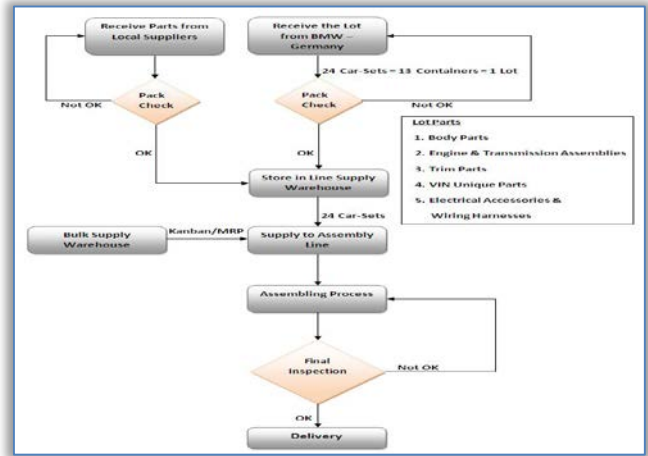 Receive Parts from
Local Suppliers
Receive the Lot
from BMW –
Germany
24 Car-Sets = 13 Containers = 1 Lot
Pack
Check
Not OK
OK
Pack
Check
Not OK
OK
Lot Parts
1. Body Parts
2. Engine & Transmission Assemblies
3. Trim Parts
4. VIN Unique Parts
5. Electrical Accessories &
Wiring Harnesses
Store in Line Supply
Warehouse
24 Car-Sets
Bulk Supply
Warehouse
Kanban/MRP
Supply to Assembly
Line
Assembling Process
Final
Inspection
Not OK
OK
Delivery